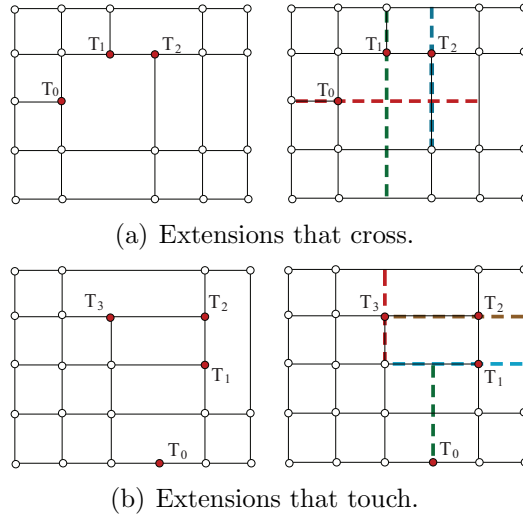 T₁ T₂ T₁ T₂
T₀ T₀
(a) Extensions that cross.
T₃ T₂ T₃ T₂
T₁ T₁
T₀ T₀
(b) Extensions that touch.